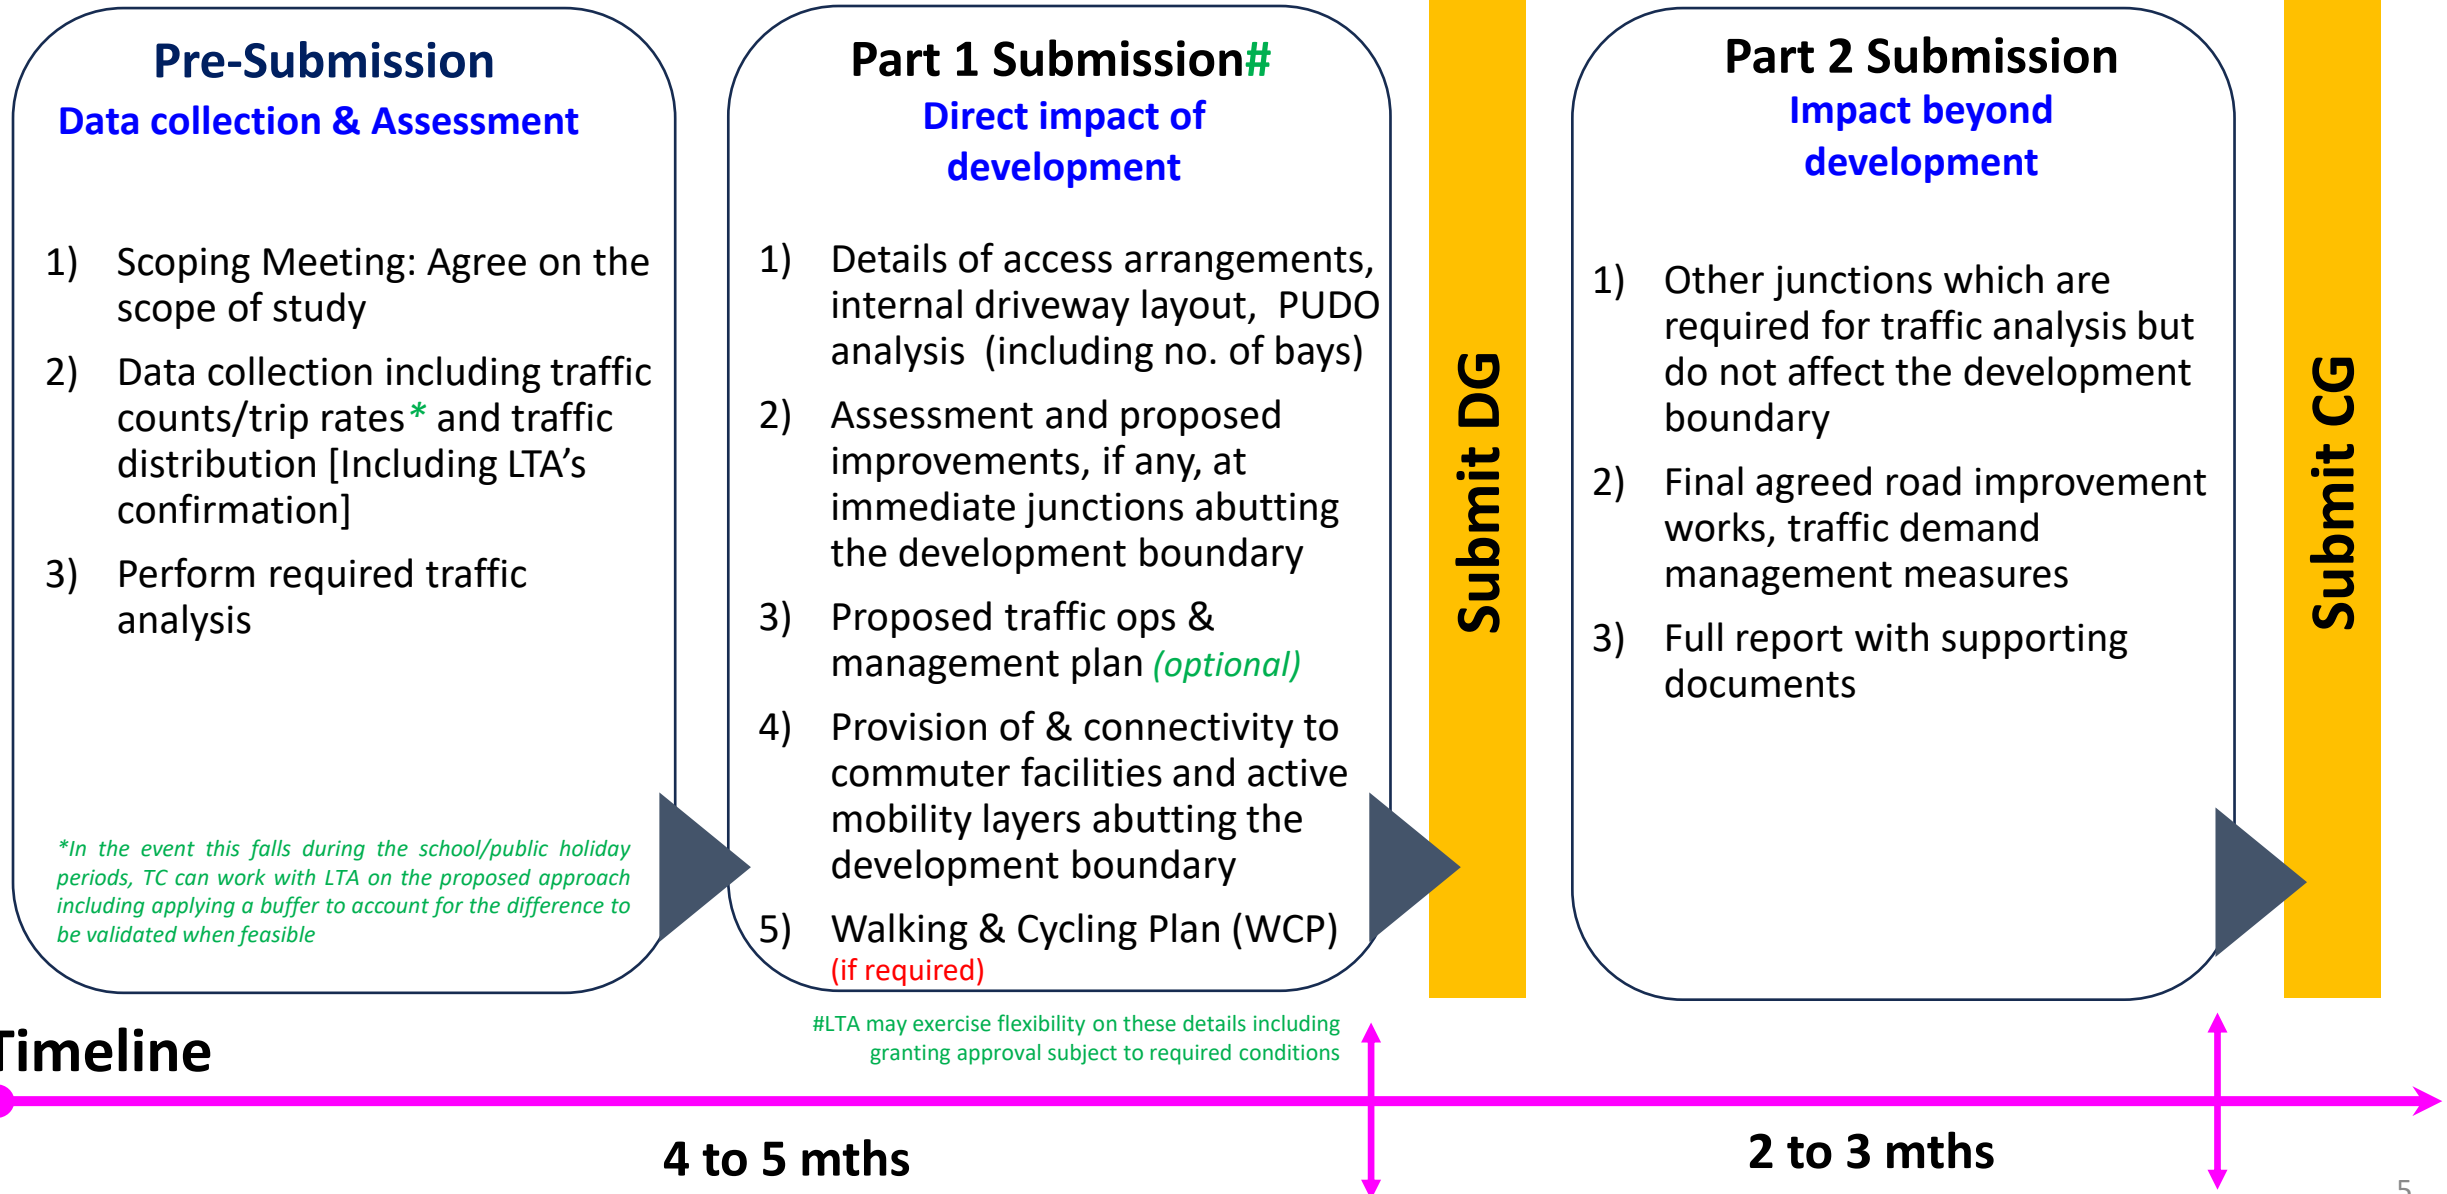 Pre-Submission
Data collection & Assessment
1) Scoping Meeting: Agree on the
scope of study
2) Data collection including traffic
counts/trip rates* and traffic
distribution [Including LTA’s
confirmation]
3) Perform required traffic
analysis
*In the event this falls during the school/public holiday
periods, TC can work with LTA on the proposed approach
including applying a buffer to account for the difference to
be validated when feasible
Part 1 Submission#
Direct impact of
development
1) Details of access arrangements,
internal driveway layout, PUDO
analysis (including no. of bays)
2) Assessment and proposed
improvements, if any, at
immediate junctions abutting
the development boundary
3) Proposed traffic ops &
management plan (optional)
4) Provision of & connectivity to
commuter facilities and active
mobility layers abutting the
development boundary
5) Walking & Cycling Plan (WCP)
(if required)
#LTA may exercise flexibility on these details including
granting approval subject to required conditions
Submit DG
Part 2 Submission
Impact beyond
development
1) Other junctions which are
required for traffic analysis but
do not affect the development
boundary
2) Final agreed road improvement
works, traffic demand
management measures
3) Full report with supporting
documents
Submit CG
Timeline
4 to 5 mths
2 to 3 mths
5